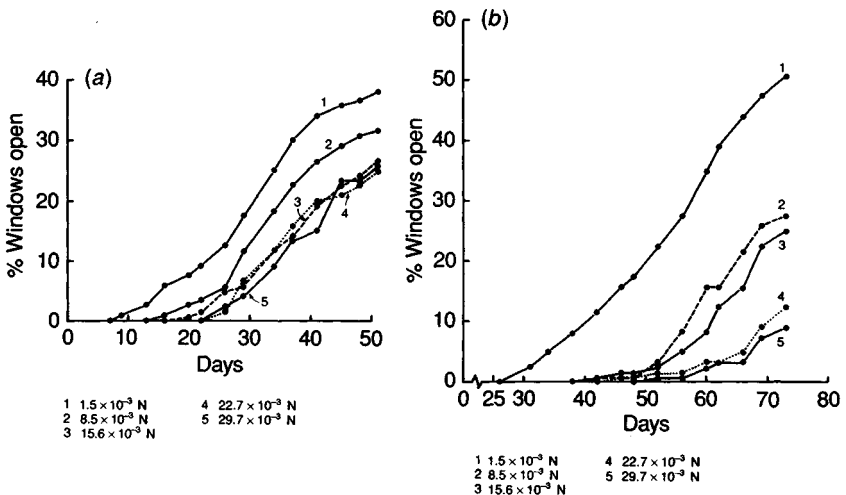 (a)
40
30
20
10
0
% Windows open
0 10 20 30 40 50
Days
1
2
3
4
5
1 1.5 × 10⁻³ N 4 22.7 × 10⁻³ N
2 8.5 × 10⁻³ N 5 29.7 × 10⁻³ N
3 15.6 × 10⁻³ N
(b)
60
50
40
30
20
10
0
% Windows open
0 25 30 40 50 60 70 80
Days
1
2
3
4
5
1 1.5 × 10⁻³ N 4 22.7 × 10⁻³ N
2 8.5 × 10⁻³ N 5 29.7 × 10⁻³ N
3 15.6 × 10⁻³ N